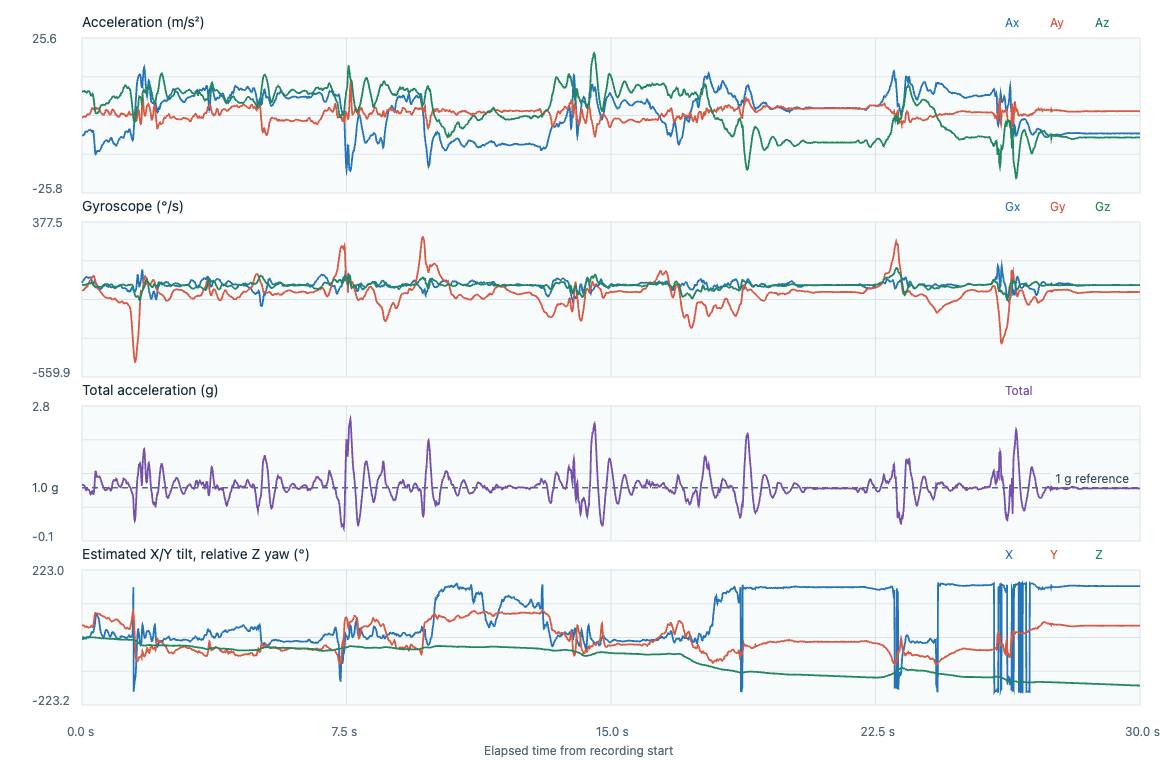 Acceleration (m/s²) Ax Ay Az
25.6
-25.8
Gyroscope (°/s) Gx Gy Gz
377.5
-559.9
Total acceleration (g) Total
2.8
1.0 g
1 g reference
-0.1
Estimated X/Y tilt, relative Z yaw (°) X Y Z
223.0
-223.2
0.0 s 7.5 s 15.0 s 22.5 s 30.0 s
Elapsed time from recording start